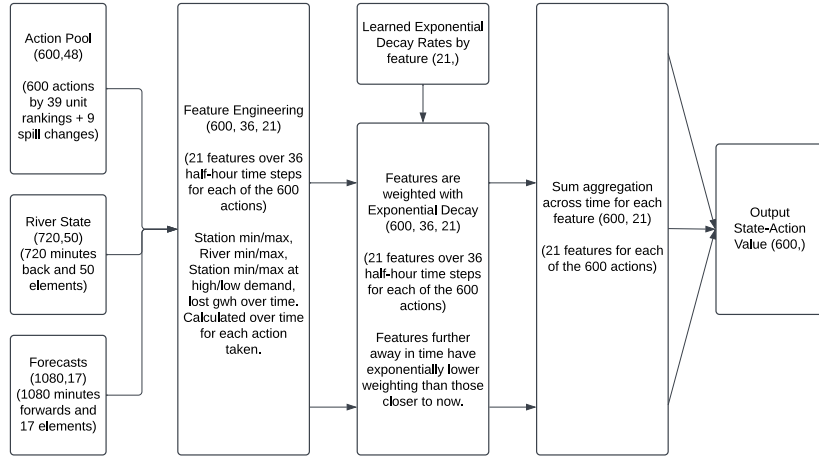 Action Pool
(600,48)
(600 actions
by 39 unit
rankings + 9
spill changes)
River State
(720,50)
(720 minutes
back and 50
elements)
Forecasts
(1080,17)
(1080 minutes
forwards and
17 elements)
Feature Engineering
(600, 36, 21)
(21 features over 36
half-hour time steps
for each of the 600
actions)
Station min/max,
River min/max,
Station min/max at
high/low demand,
lost gwh over time.
Calculated over time
for each action
taken.
Learned Exponential
Decay Rates by
feature (21,)
Features are
weighted with
Exponential Decay
(600, 36, 21)
(21 features over 36
half-hour time steps
for each of the 600
actions)
Features further
away in time have
exponentially lower
weighting than those
closer to now.
Sum aggregation
across time for each
feature (600, 21)
(21 features for each
of the 600 actions)
Output
State-Action
Value (600,)